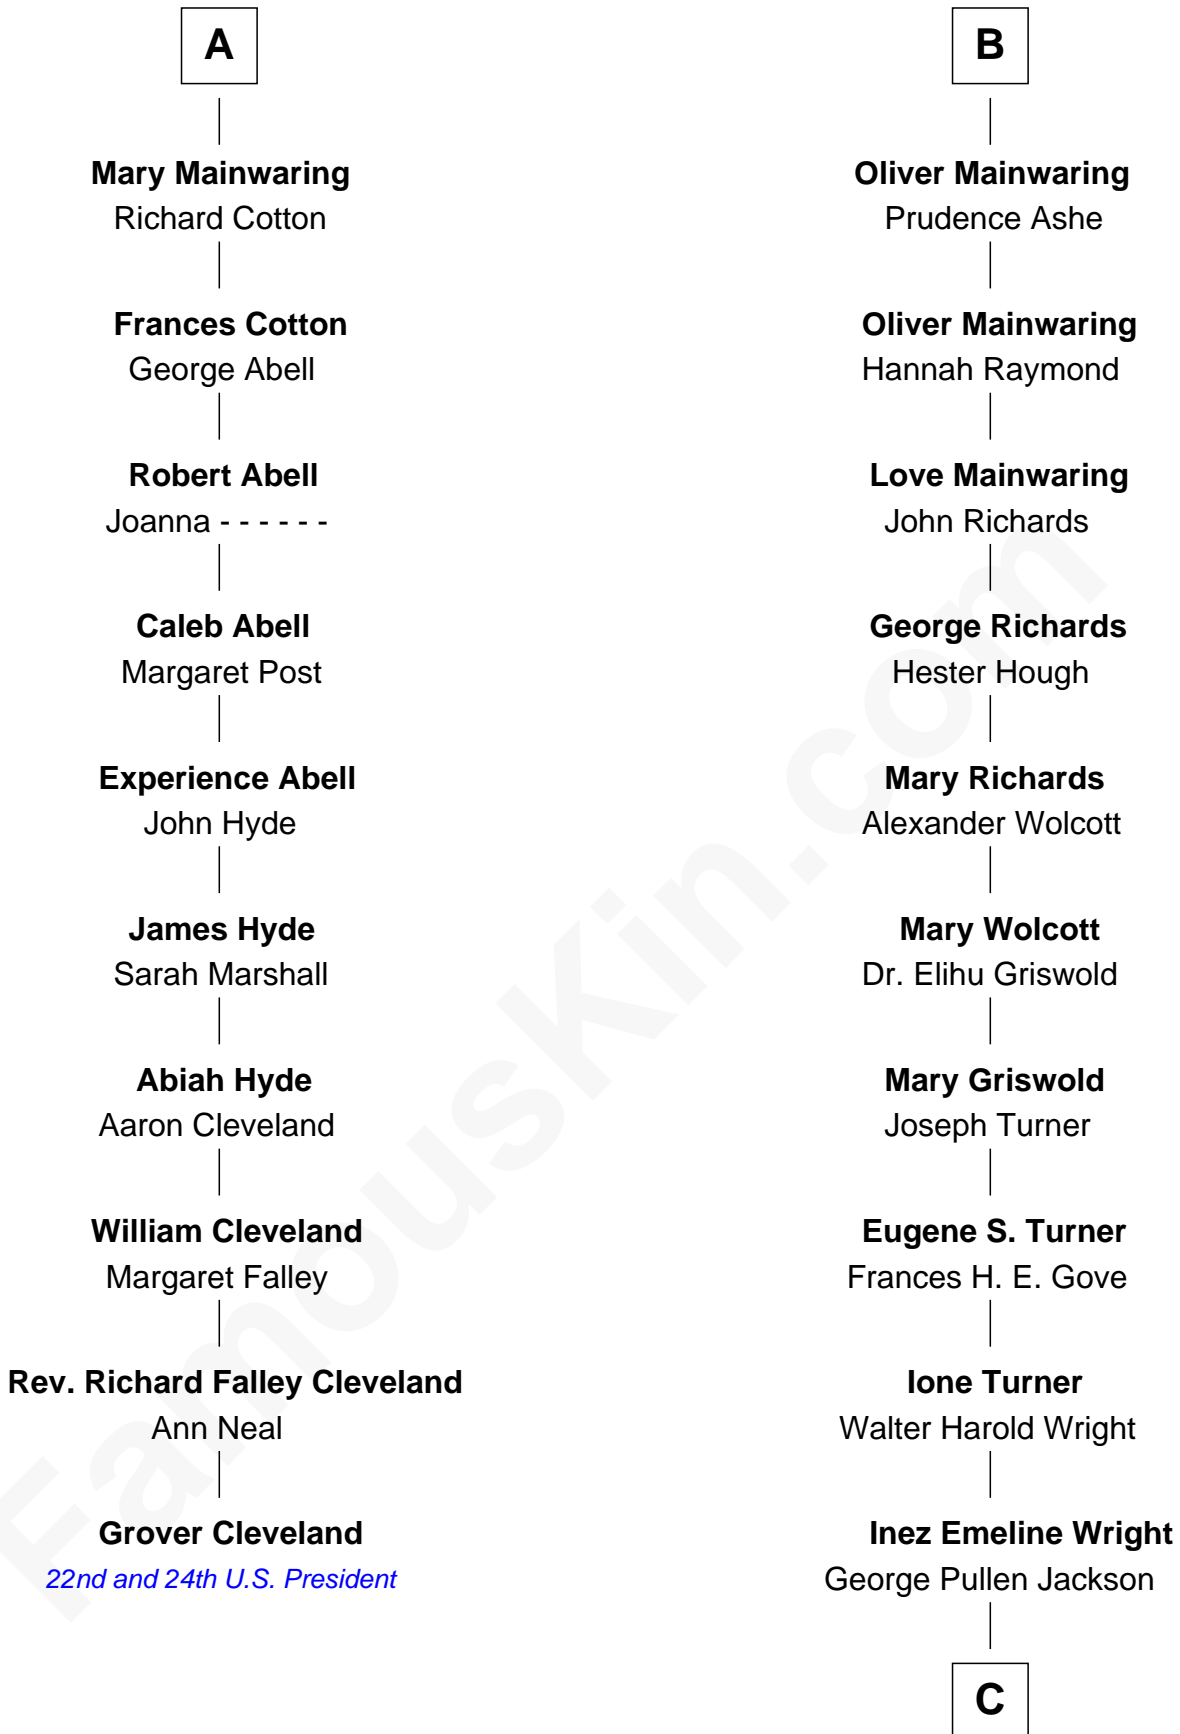 A
Mary Mainwaring
Richard Cotton
Frances Cotton
George Abell
Robert Abell
Joanna - - - - - -
Caleb Abell
Margaret Post
Experience Abell
John Hyde
James Hyde
Sarah Marshall
Abiah Hyde
Aaron Cleveland
William Cleveland
Margaret Falley
Rev. Richard Falley Cleveland
Ann Neal
Grover Cleveland
22nd and 24th U.S. President
B
Oliver Mainwaring
Prudence Ashe
Oliver Mainwaring
Hannah Raymond
Love Mainwaring
John Richards
George Richards
Hester Hough
Mary Richards
Alexander Wolcott
Mary Wolcott
Dr. Elihu Griswold
Mary Griswold
Joseph Turner
Eugene S. Turner
Frances H. E. Gove
Ione Turner
Walter Harold Wright
Inez Emeline Wright
George Pullen Jackson
C
FamousKin.com